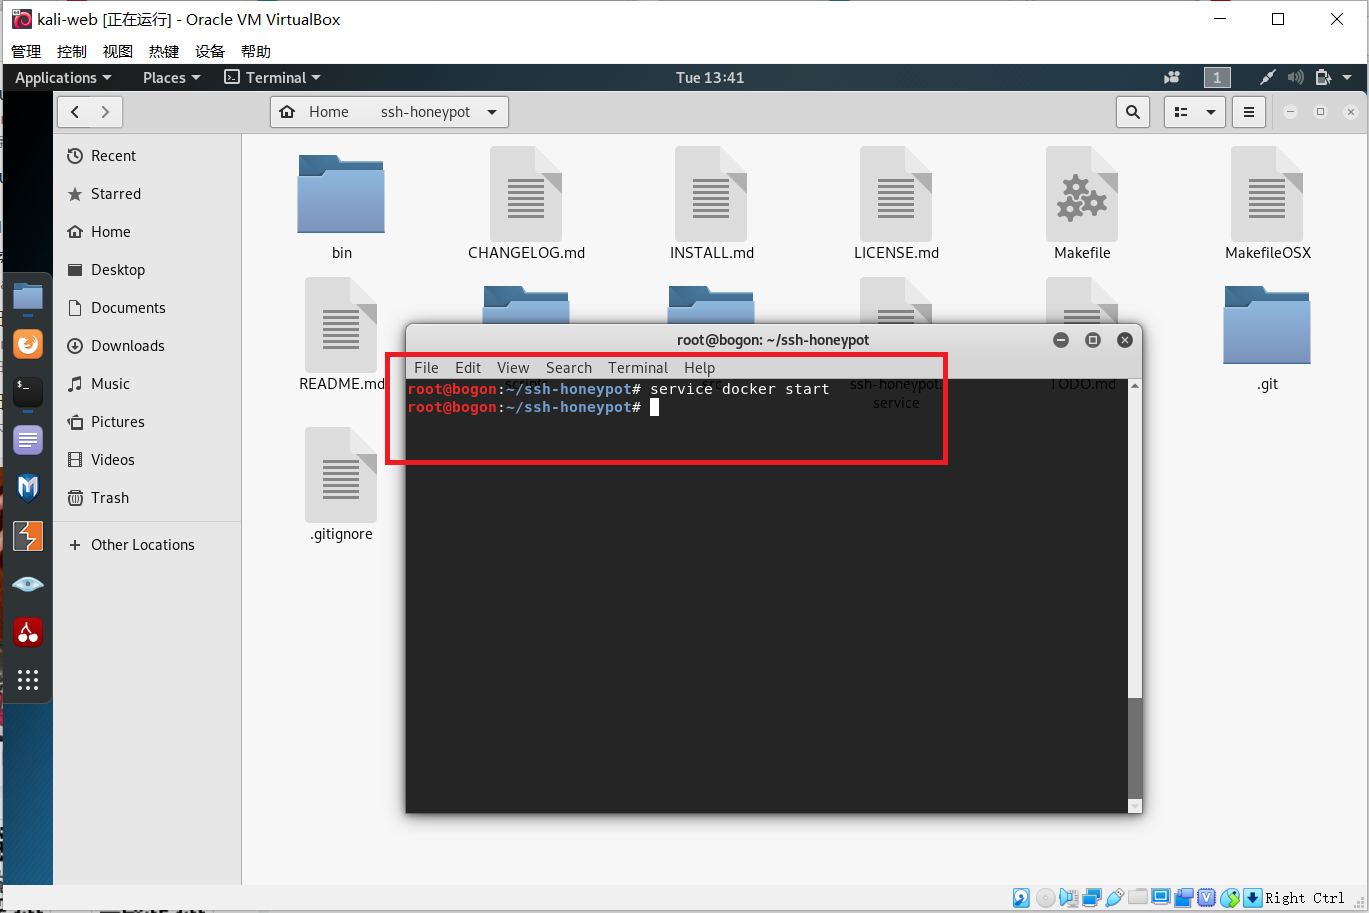 kali-web [正在运行] - Oracle VM VirtualBox
管理 控制 视图 热键 设备 帮助
Applications Places Terminal Tue 13:41 1
Home ssh-honeypot
Recent
Starred
Home
Desktop
Documents
Downloads
Music
Pictures
Videos
Trash
+ Other Locations
bin CHANGELOG.md INSTALL.md LICENSE.md Makefile MakefileOSX
README.md scripts src ssh-honeypot. service TODO.md .git
.gitignore
root@bogon: ~/ssh-honeypot
File Edit View Search Terminal Help
root@bogon:~/ssh-honeypot# service docker start
root@bogon:~/ssh-honeypot#
Right Ctrl